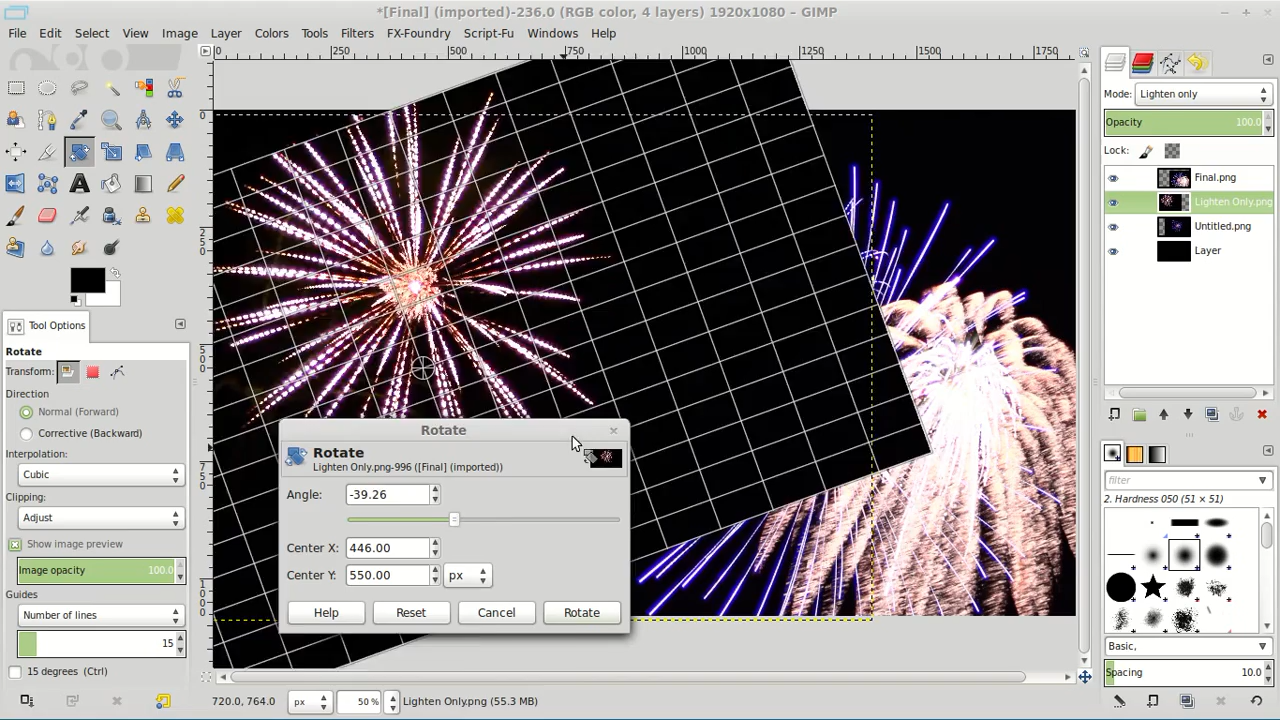 *[Final] (imported)-236.0 (RGB color, 4 layers) 1920x1080 – GIMP
File Edit Select View Image Layer Colors Tools Filters FX-Foundry Script-Fu Windows Help
0 250 500 750 1000 1250 1500 1750
0
250
500
750
1000
Tool Options
Rotate
Transform:
Direction
Normal (Forward)
Corrective (Backward)
Interpolation:
Cubic
Clipping:
Adjust
Show image preview
Image opacity 100.0
Guides
Number of lines
15
15 degrees (Ctrl)
Rotate
Rotate
Lighten Only.png-996 ([Final] (imported))
Angle: -39.26
Center X: 446.00
Center Y: 550.00 px
Help Reset Cancel Rotate
720.0, 764.0 px 50 % Lighten Only.png (55.3 MB)
Mode: Lighten only
Opacity 100.0
Lock:
Final.png
Lighten Only.png
Untitled.png
Layer
filter
2. Hardness 050 (51 × 51)
Basic,
Spacing 10.0